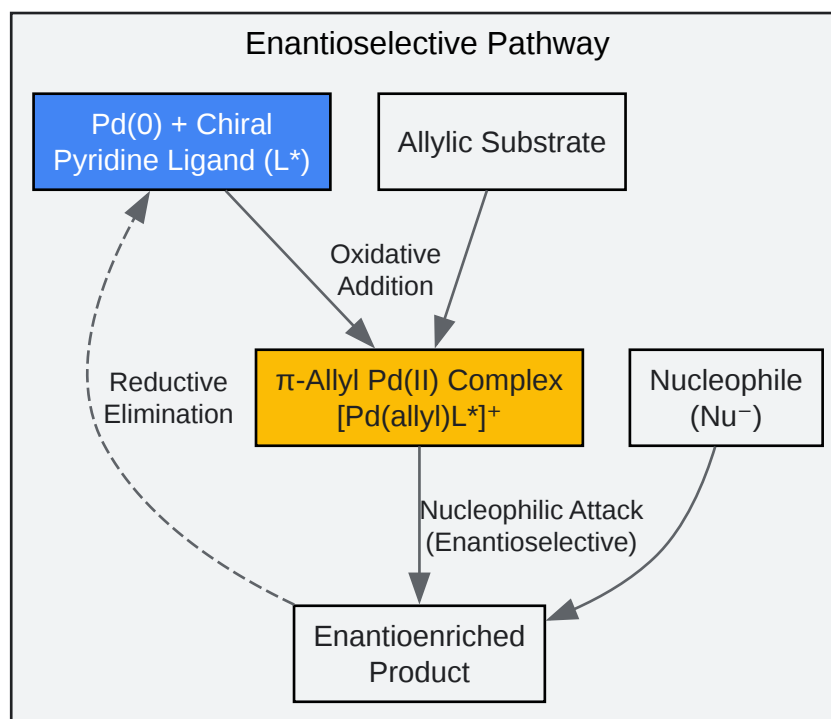 Enantioselective Pathway
Pd(0) + Chiral
Pyridine Ligand (L*)
Allylic Substrate
Oxidative
Addition
π-Allyl Pd(II) Complex
[Pd(allyl)L*]⁺
Nucleophile
(Nu⁻)
Reductive
Elimination
Nucleophilic Attack
(Enantioselective)
Enantioenriched
Product